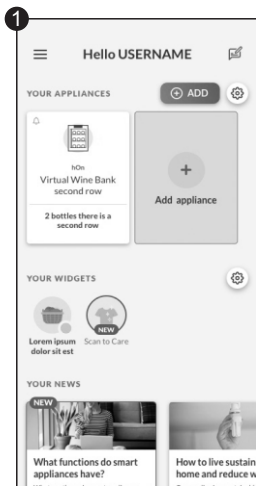 1
Hello USERNAME
YOUR APPLIANCES
ADD
hOn
Virtual Wine Bank
second row
2 bottles there is a
second row
Add appliance
YOUR WIDGETS
NEW
Lorem ipsum
dolor sit est
Scan to Care
YOUR NEWS
NEW
What functions do smart
appliances have?
How to live sustain
home and reduce w